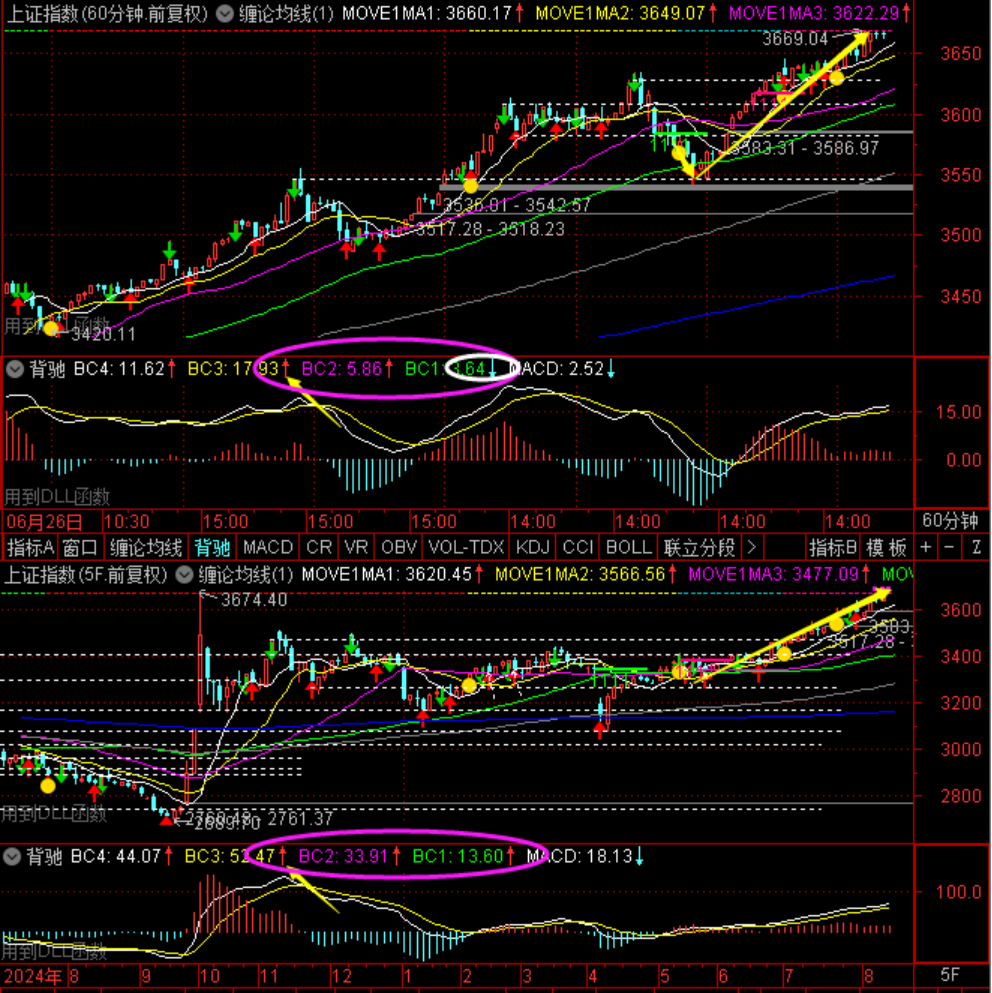 上证指数(60分钟.前复权) 缠论均线(1) MOVE1MA1: 3660.17↑ MOVE1MA2: 3649.07↑ MOVE1MA3: 3622.29↑
3669.04
3650
3600
3583.31 - 3586.97
3550
3536.01 - 3542.57
3517.28 - 3518.23
3500
3450
用到DLL函数
3420.11
背驰 BC4: 11.62↑ BC3: 17.93↑ BC2: 5.86↑ BC1: 3.64↓ MACD: 2.52↓
15.00
0.00
用到DLL函数
06月26日 10:30 15:00 15:00 15:00 14:00 14:00 14:00 14:00 60分钟
指标A 窗口 缠论均线 背驰 MACD CR VR OBV VOL-TDX KDJ CCI BOLL 联立分段 > 指标B 模板 + - Z
上证指数(5F.前复权) 缠论均线(1) MOVE1MA1: 3620.45↑ MOVE1MA2: 3566.56↑ MOVE1MA3: 3477.09↑ MOV
3674.40
3600
3517.28 -
3400
3200
3000
2800
用到DLL函数
2689.70 - 2761.37
背驰 BC4: 44.07↑ BC3: 52.47↑ BC2: 33.91↑ BC1: 13.60↑ MACD: 18.13↓
100.0
用到DLL函数
2024年 8 9 10 11 12 1 2 3 4 5 6 7 8 5F